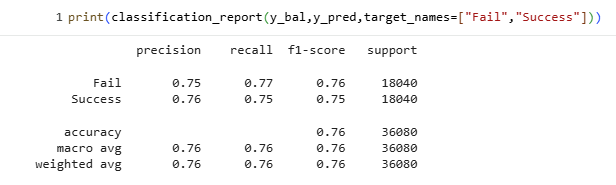 1 print(classification_report(y_bal,y_pred,target_names=["Fail","Success"]))
precision recall f1-score support
Fail 0.75 0.77 0.76 18040
Success 0.76 0.75 0.75 18040
accuracy 0.76 36080
macro avg 0.76 0.76 0.76 36080
weighted avg 0.76 0.76 0.76 36080